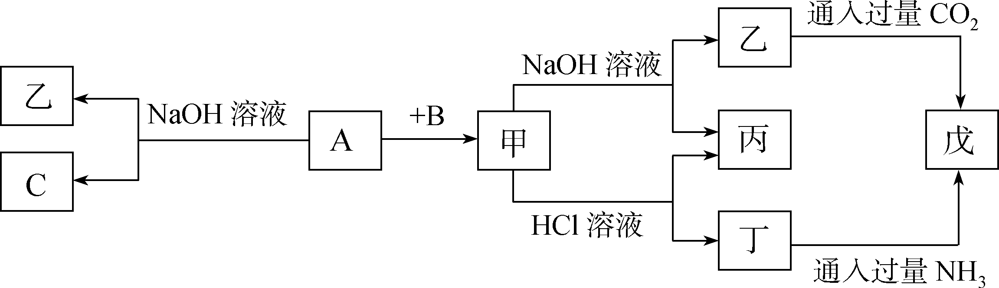 通入过量 CO₂
乙
NaOH 溶液
乙
NaOH 溶液
+B
A
甲
丙
戊
C
HCl 溶液
丁
通入过量 NH₃